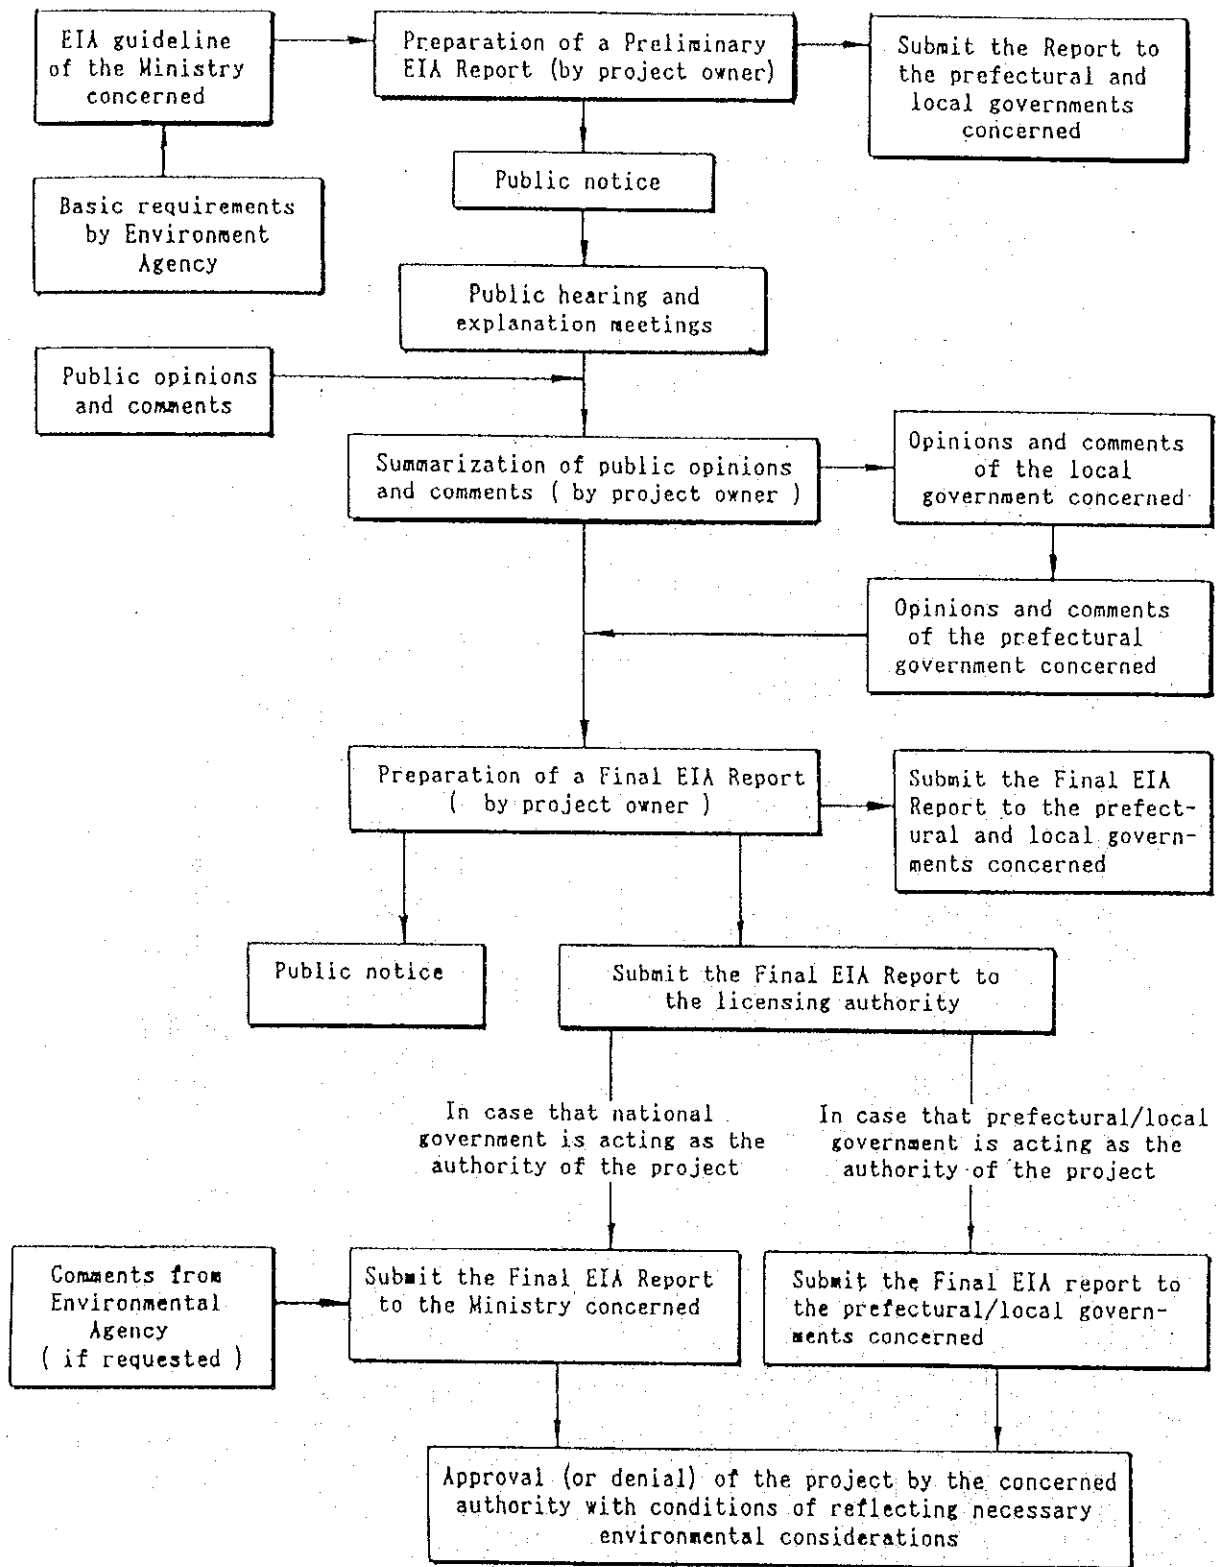 EIA guideline
of the Ministry
concerned
Preparation of a Preliminary
EIA Report (by project owner)
Submit the Report to
the prefectural and
local governments
concerned
Basic requirements
by Environment
Agency
Public notice
Public hearing and
explanation meetings
Public opinions
and comments
Summarization of public opinions
and comments ( by project owner )
Opinions and comments
of the local
government concerned
Opinions and comments
of the prefectural
government concerned
Preparation of a Final EIA Report
( by project owner )
Submit the Final EIA
Report to the prefect-
ural and local govern-
ments concerned
Public notice
Submit the Final EIA Report to
the licensing authority
In case that national
government is acting as the
authority of the project
In case that prefectural/local
government is acting as the
authority of the project
Comments from
Environmental
Agency
( if requested )
Submit the Final EIA Report
to the Ministry concerned
Submit the Final EIA report to
the prefectural/local govern-
ments concerned
Approval (or denial) of the project by the concerned
authority with conditions of reflecting necessary
environmental considerations